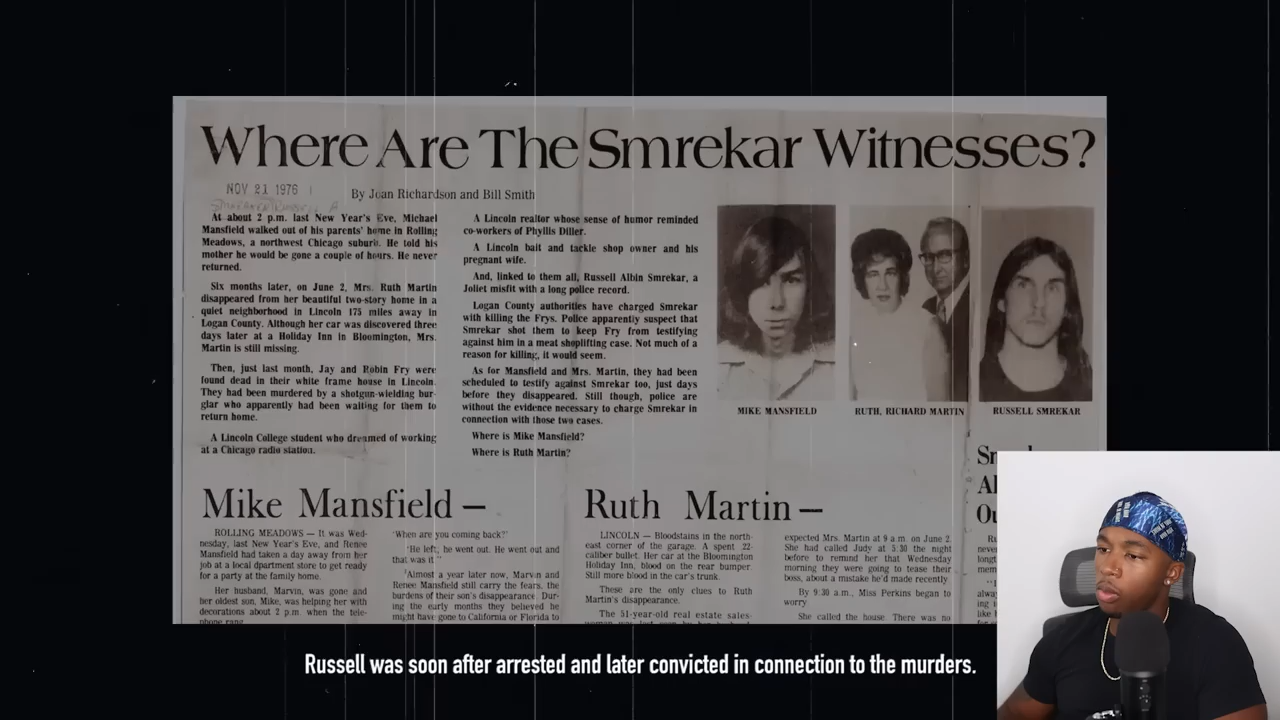 Where Are The Smrekar Witnesses?
NOV 21 1976
By Joan Richardson and Bill Smith
At about 2 p.m. last New Year's Eve, Michael
Mansfield walked out of his parents' home in Rolling
Meadows, a northwest Chicago suburb. He told his
mother he would be gone a couple of hours. He never
returned.
Six months later, on June 2, Mrs. Ruth Martin
disappeared from her beautiful two-story home in a
quiet neighborhood in Lincoln 175 miles away in
Logan County. Although her car was discovered three
days later at a Holiday Inn in Bloomington, Mrs.
Martin is still missing.
Then, just last month, Jay and Robin Fry were
found dead in their white frame house in Lincoln.
They had been murdered by a shotgun-wielding bur-
glar who apparently had been waiting for them to
return home.
A Lincoln College student who dreamed of working
at a Chicago radio station.
A Lincoln realtor whose sense of humor reminded
co-workers of Phyllis Diller.
A Lincoln bait and tackle shop owner and his
pregnant wife.
And, linked to them all, Russell Albin Smrekar, a
Joliet misfit with a long police record.
Logan County authorities have charged Smrekar
with killing the Frys. Police apparently suspect that
Smrekar shot them to keep Fry from testifying
against him in a meat shoplifting case. Not much of a
reason for killing, it would seem.
As for Mansfield and Mrs. Martin, they had been
scheduled to testify against Smrekar too, just days
before they disappeared. Still though, police are
without the evidence necessary to charge Smrekar in
connection with those two cases.
Where is Mike Mansfield?
Where is Ruth Martin?
MIKE MANSFIELD
RUTH, RICHARD MARTIN
RUSSELL SMREKAR
Mike Mansfield —
ROLLING MEADOWS — It was Wed-
nesday, last New Year's Eve, and Renee
Mansfield had taken a day away from her
job at a local dpartment store to get ready
for a party at the family home.
Her husband, Marvin, was gone and
her oldest son, Mike, was helping her with
decorations about 2 p.m. when the tele-
phone rang.
'When are you coming back?'
"He left, he went out. He went out and
that was it"
"Almost a year later now, Marvin and
Renee Mansfield still carry the fears, the
burdens of their son's disappearance. Dur-
ing the early months they believed he
might have gone to California or Florida to
Ruth Martin —
LINCOLN — Bloodstains in the north-
east corner of the garage. A spent .22-
caliber bullet. Her car at the Bloomington
Holiday Inn, blood on the rear bumper.
Still more blood in the car's trunk.
These are the only clues to Ruth
Martin's disappearance.
The 51-year-old real estate sales-
expected Mrs. Martin at 9 a.m. on June 2.
She had called Judy at 5:30 the night
before to remind her that Wednesday
morning they were going to tease their
boss, about a mistake he'd made recently
By 9:30 a.m., Miss Perkins began to
worry
She called the house. There was no
Russell was soon after arrested and later convicted in connection to the murders.